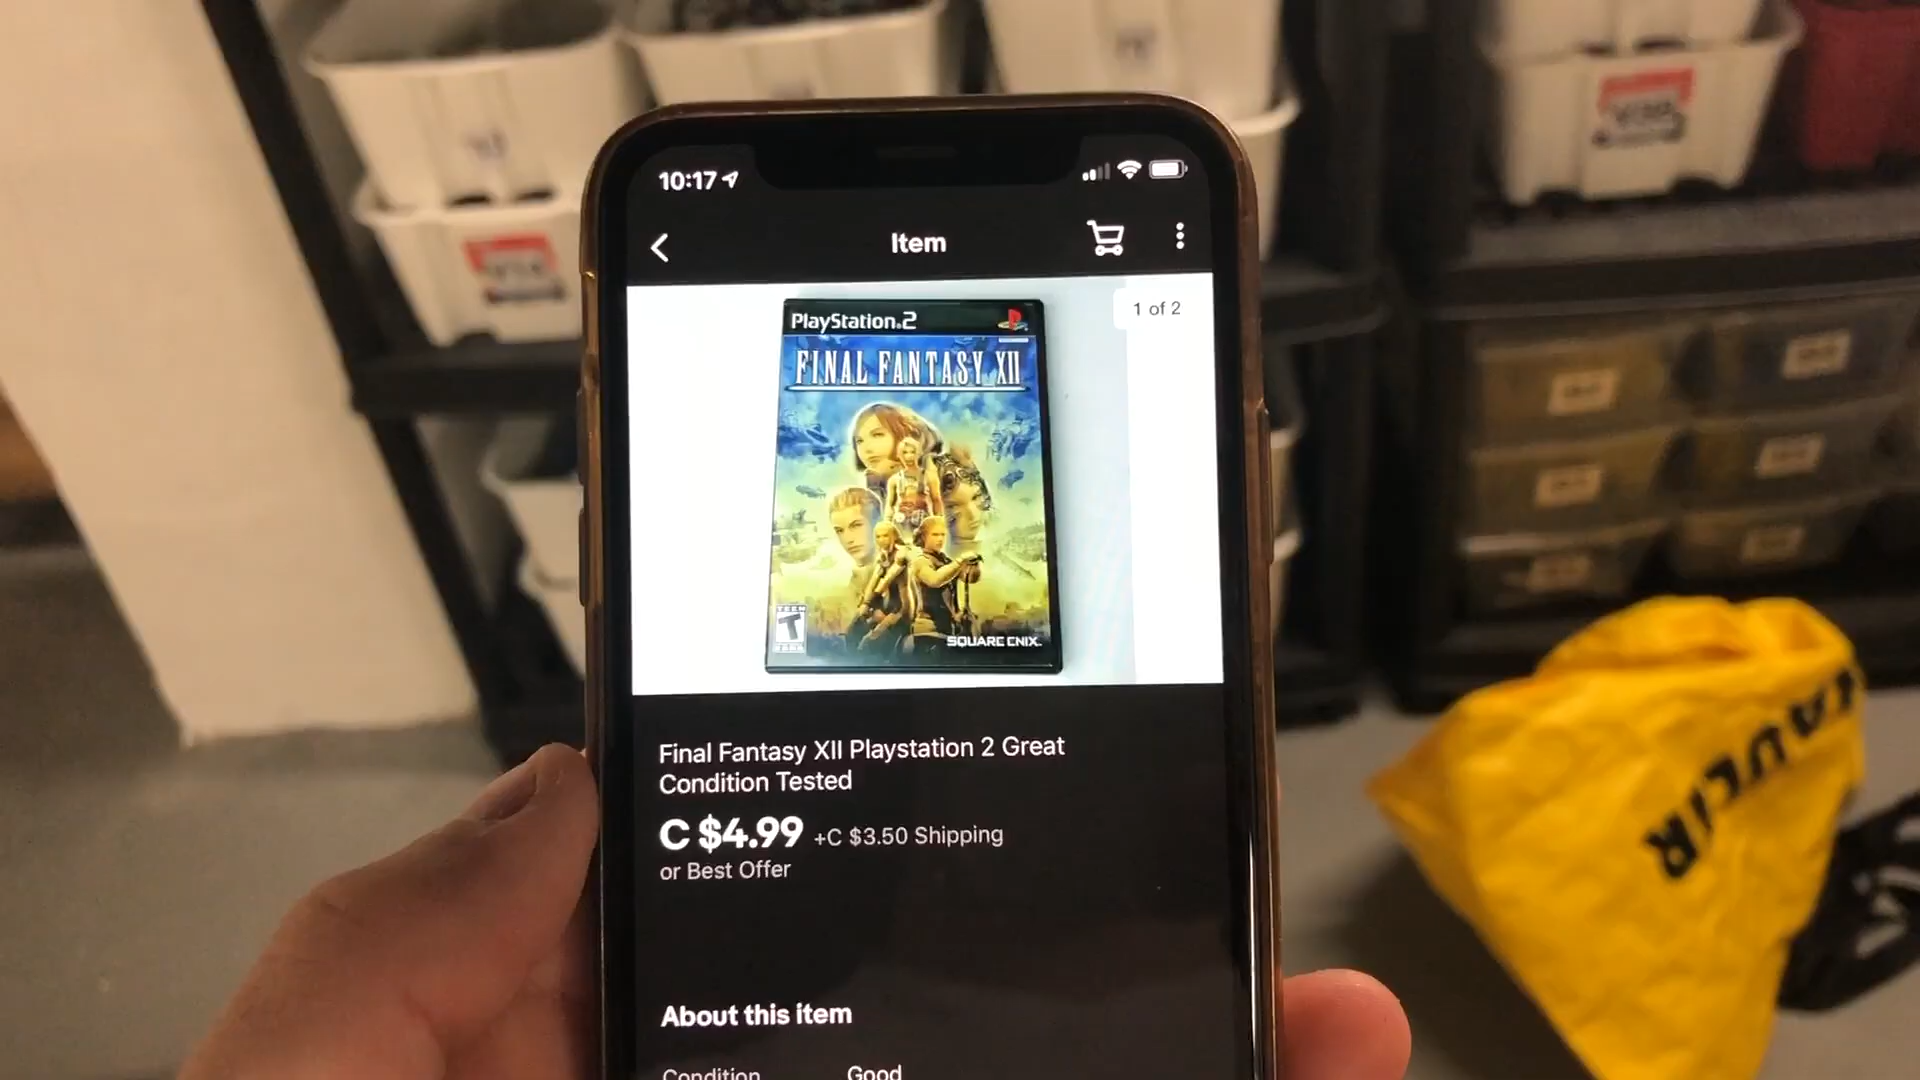 10:17
Item
1 of 2
PlayStation.2
FINAL FANTASY XII
TEEN
T
SQUARE ENIX.
Final Fantasy XII Playstation 2 Great
Condition Tested
C $4.99 +C $3.50 Shipping
or Best Offer
About this item
Condition Good